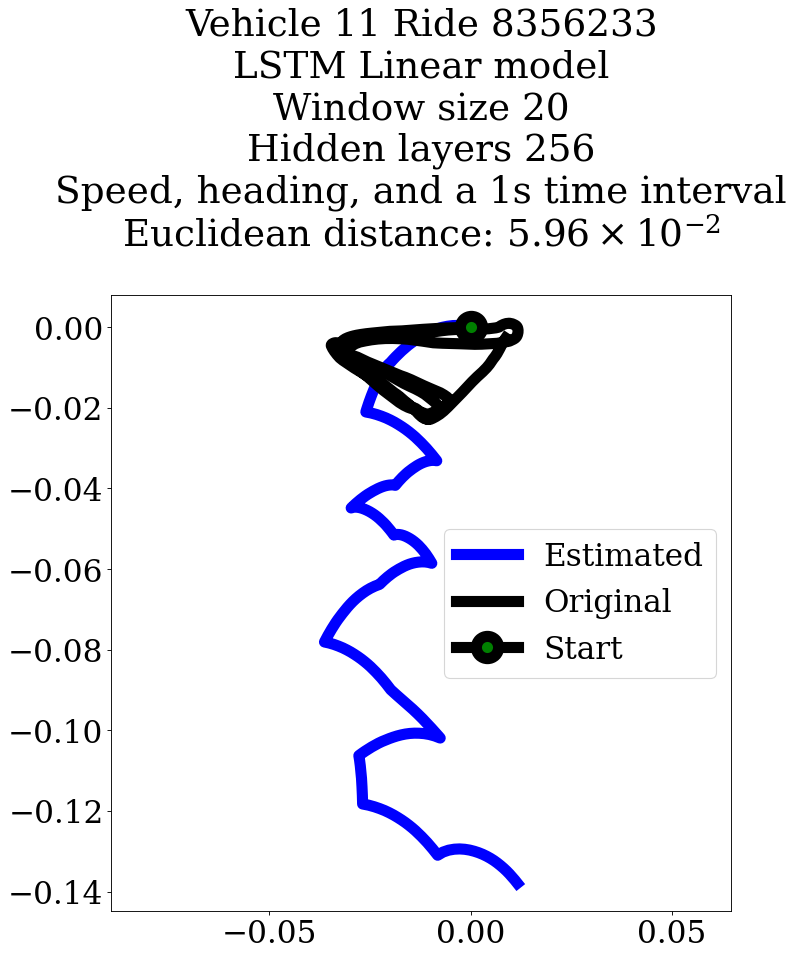 Vehicle 11 Ride 8356233
LSTM Linear model
Window size 20
Hidden layers 256
Speed, heading, and a 1s time interval
Euclidean distance: 5.96 × 10⁻²
0.00
−0.02
−0.04
−0.06
−0.08
−0.10
−0.12
−0.14
Estimated
Original
Start
−0.05 0.00 0.05